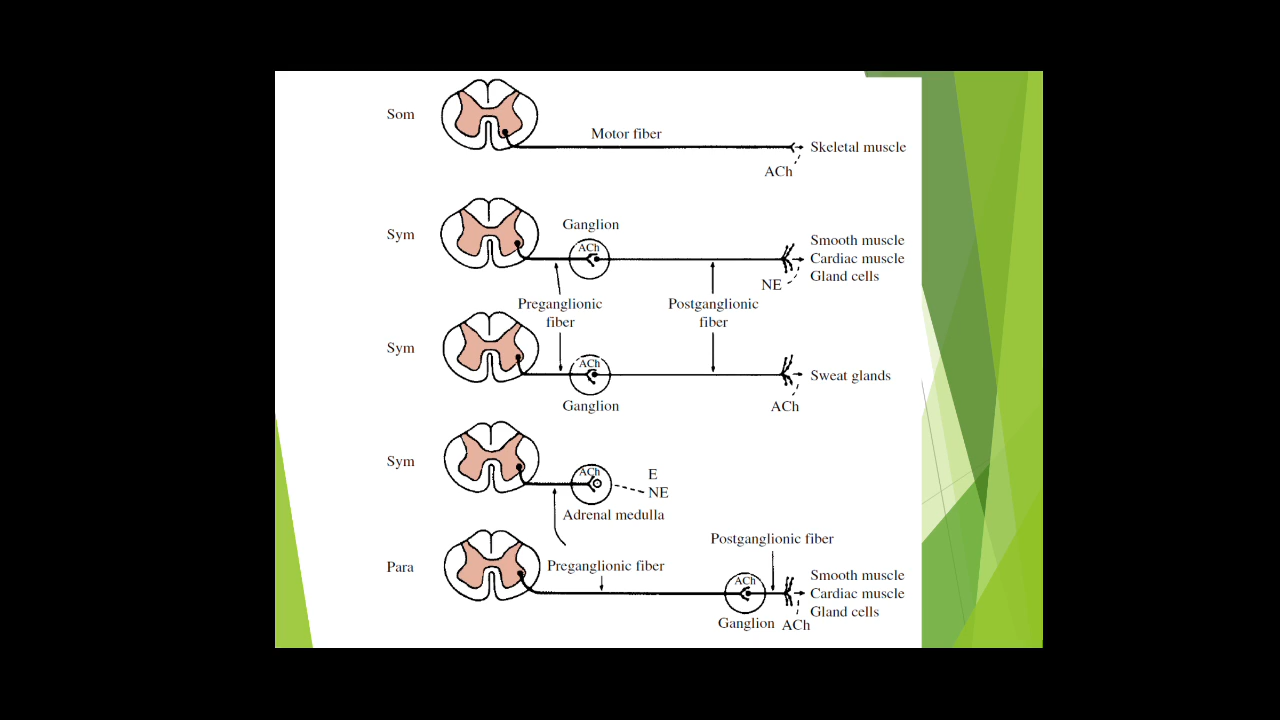 Som
Motor fiber
Skeletal muscle
ACh
Sym
Ganglion
ACh
Smooth muscle
Cardiac muscle
Gland cells
NE
Preganglionic
fiber
Postganglionic
fiber
Sym
ACh
Sweat glands
Ganglion
ACh
Sym
ACh
E
NE
Adrenal medulla
Postganglionic fiber
Para
Preganglionic fiber
ACh
Smooth muscle
Cardiac muscle
Gland cells
Ganglion
ACh